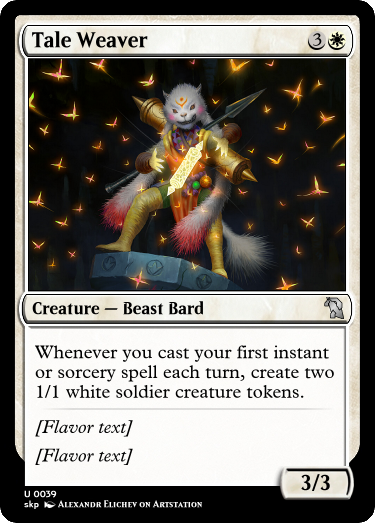 Tale Weaver 3
Creature — Beast Bard
Whenever you cast your first instant
or sorcery spell each turn, create two
1/1 white soldier creature tokens.
[Flavor text]
[Flavor text]
3/3
U 0039
skp Alexandr Elichev on Artstation